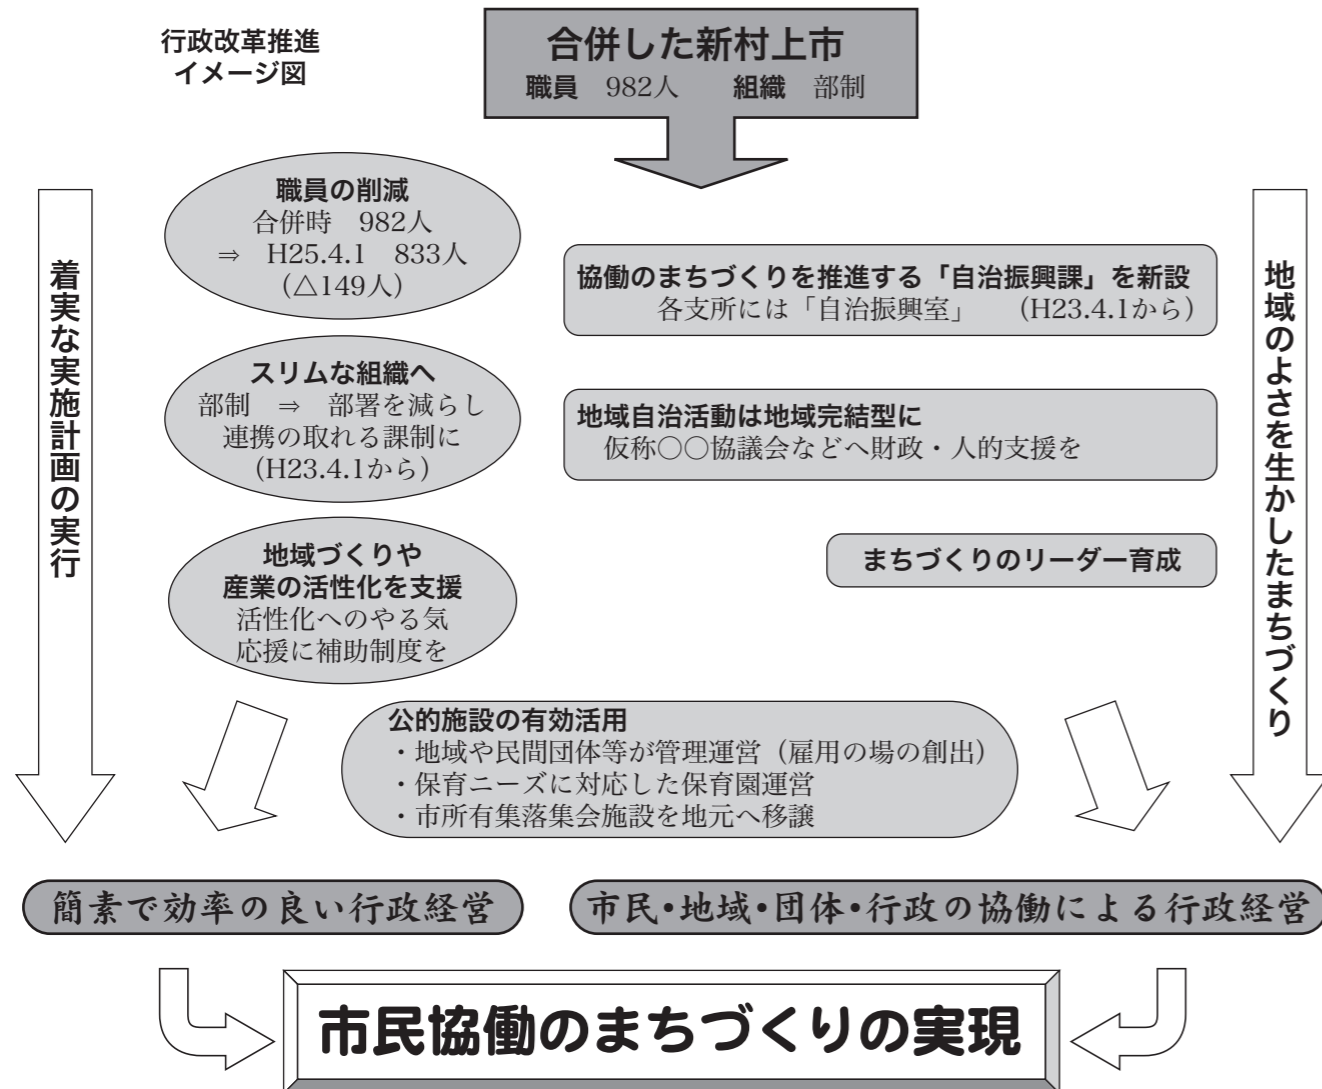 行政改革推進
イメージ図
合併した新村上市
職員　982人　　組織　部制
職員の削減
合併時　982人
⇒　H25.4.1　833人
(△149人)
スリムな組織へ
部制　⇒　部署を減らし
連携の取れる課制に
(H23.4.1から)
地域づくりや
産業の活性化を支援
活性化へのやる気
応援に補助制度を
協働のまちづくりを推進する「自治振興課」を新設
各支所には「自治振興室」　(H23.4.1から)
地域自治活動は地域完結型に
仮称○○協議会などへ財政・人的支援を
まちづくりのリーダー育成
着実な実施計画の実行
地域のよさを生かしたまちづくり
公的施設の有効活用
・地域や民間団体等が管理運営（雇用の場の創出）
・保育ニーズに対応した保育園運営
・市所有集落集会施設を地元へ移譲
簡素で効率の良い行政経営
市民・地域・団体・行政の協働による行政経営
市民協働のまちづくりの実現